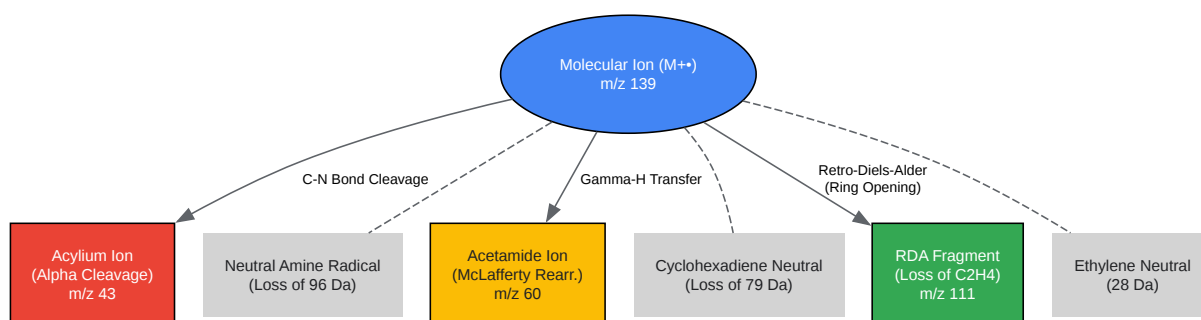 Molecular Ion (M+•)
m/z 139
C-N Bond Cleavage
Gamma-H Transfer
Retro-Diels-Alder
(Ring Opening)
Acylium Ion
(Alpha Cleavage)
m/z 43
Neutral Amine Radical
(Loss of 96 Da)
Acetamide Ion
(McLafferty Rearr.)
m/z 60
Cyclohexadiene Neutral
(Loss of 79 Da)
RDA Fragment
(Loss of C2H4)
m/z 111
Ethylene Neutral
(28 Da)